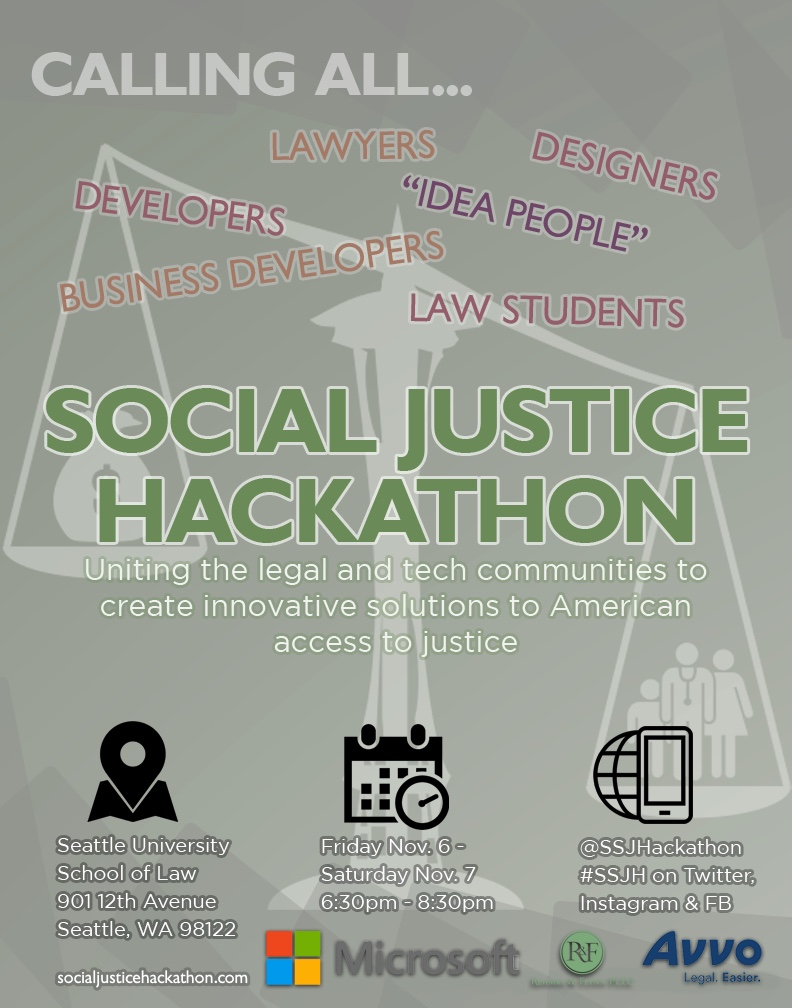 CALLING ALL...
LAWYERS
DESIGNERS
DEVELOPERS
“IDEA PEOPLE”
BUSINESS DEVELOPERS
LAW STUDENTS
SOCIAL JUSTICE
HACKATHON
Uniting the legal and tech communities to
create innovative solutions to American
access to justice
$
Seattle University
School of Law
901 12th Avenue
Seattle, WA 98122
Friday Nov. 6 -
Saturday Nov. 7
6:30pm - 8:30pm
@SSJHackathon
#SSJH on Twitter,
Instagram & FB
socialjusticehackathon.com
Microsoft
R&F
Avvo
Legal. Easier.